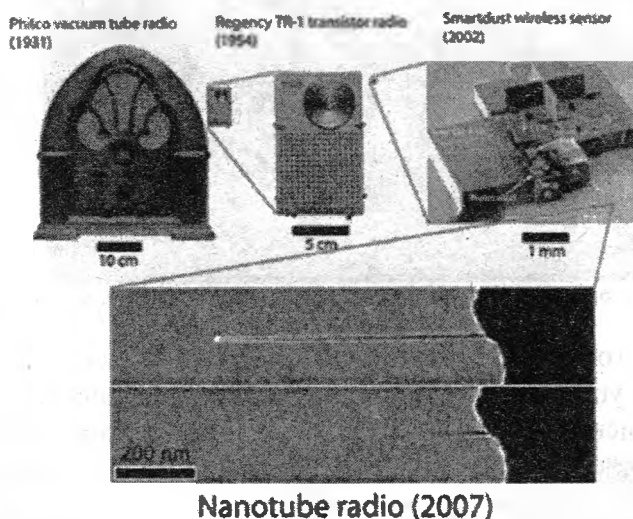 Philco vacuum tube radio
(1931)
Regency TR-1 transistor radio
(1954)
Smartdust wireless sensor
(2002)
10 cm
5 cm
1 mm
200 nm
Nanotube radio (2007)